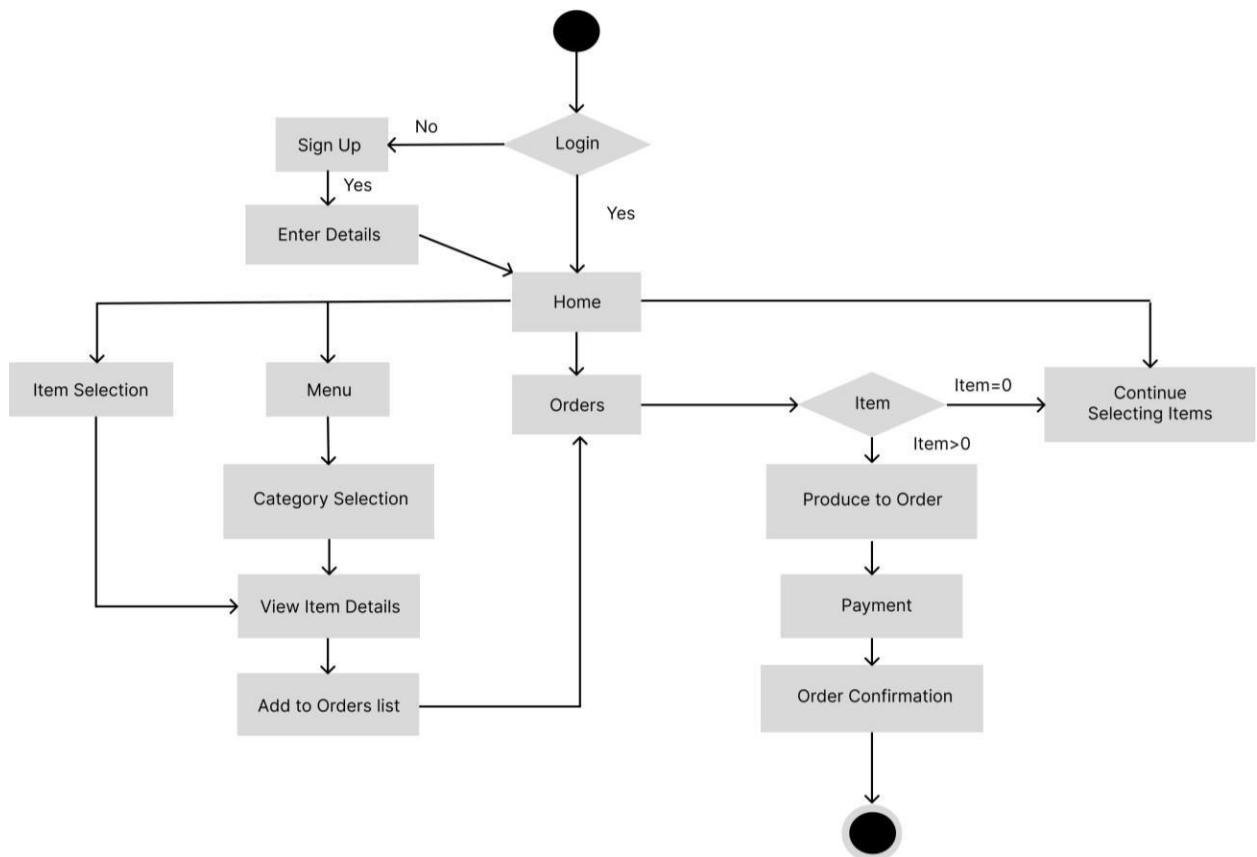 No
Login
Sign Up
Yes
Yes
Enter Details
Home
Item Selection
Menu
Orders
Item
Item=0
Continue
Selecting Items
Item>0
Category Selection
Produce to Order
View Item Details
Payment
Add to Orders list
Order Confirmation